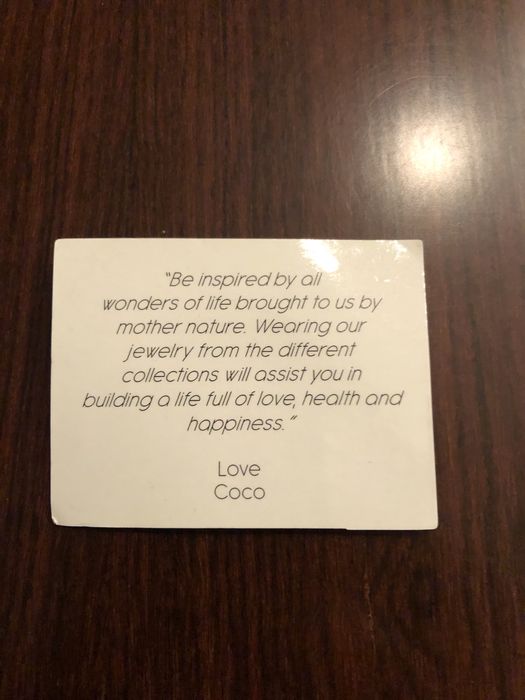 "Be inspired by all
wonders of life brought to us by
mother nature. Wearing our
jewelry from the different
collections will assist you in
building a life full of love, health and
happiness."
Love
Coco